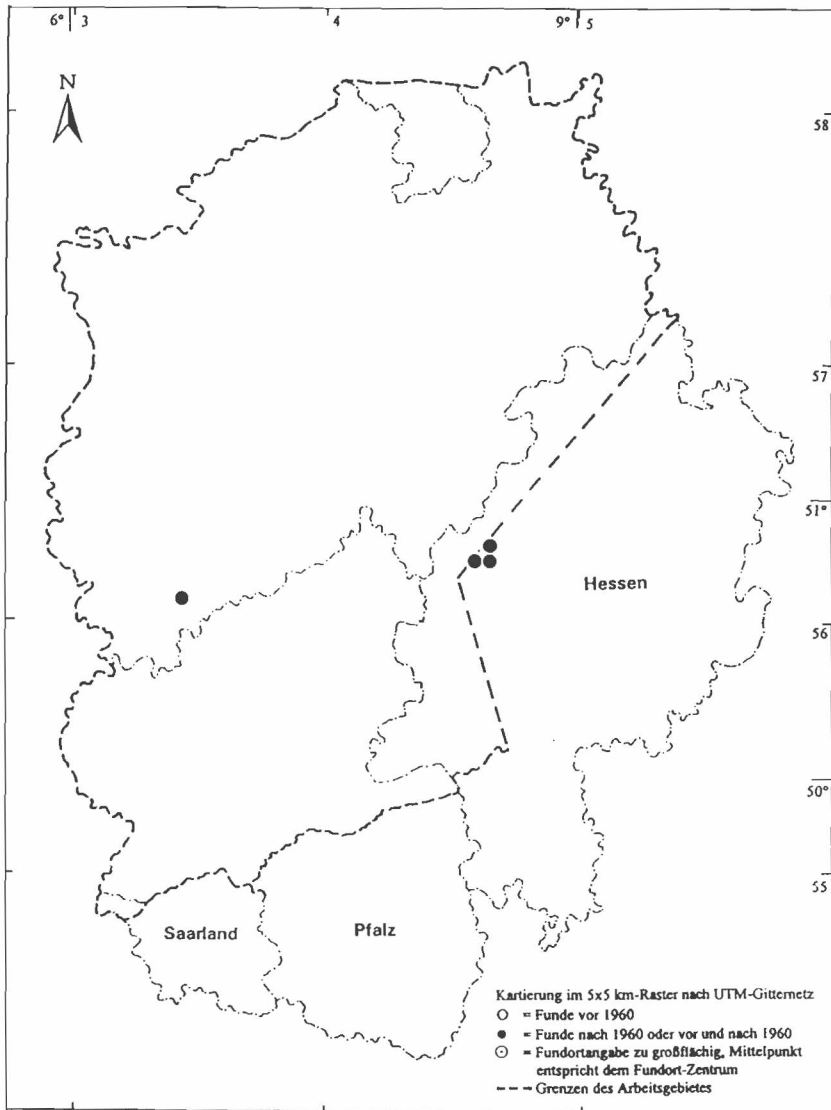 6° 3 4 9° 5
N
58
57
51°
Hessen
56
50°
55
Saarland
Pfalz
Kartierung im 5x5 km-Raster nach UTM-Gitternetz
= Funde vor 1960
= Funde nach 1960 oder vor und nach 1960
= Fundortangabe zu großflächig, Mittelpunkt
entspricht dem Fundort-Zentrum
= Grenzen des Arbeitsgebietes